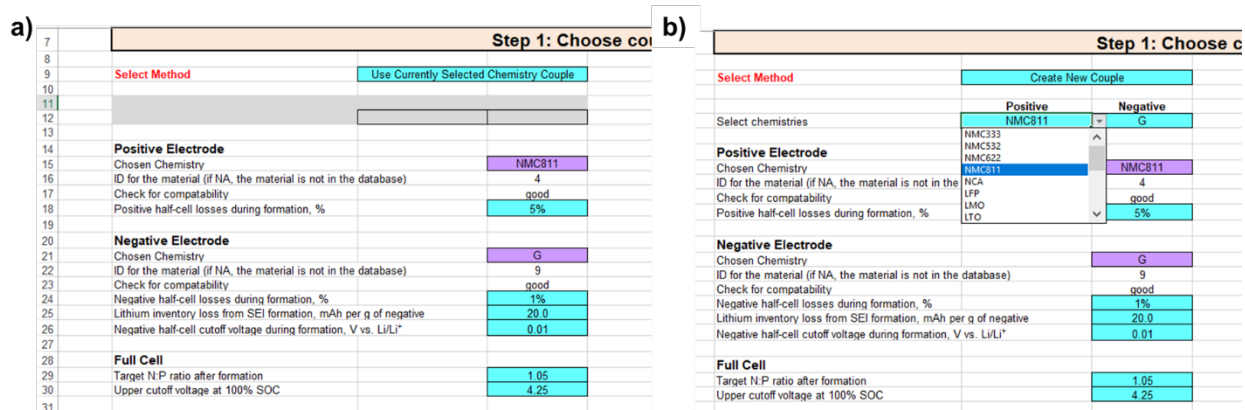 a)
7 Step 1: Choose cou
8
9 Select Method Use Currently Selected Chemistry Couple
10
11
12
13
14 Positive Electrode
15 Chosen Chemistry NMC811
16 ID for the material (if NA, the material is not in the database) 4
17 Check for compatability good
18 Positive half-cell losses during formation, % 5%
19
20 Negative Electrode
21 Chosen Chemistry G
22 ID for the material (if NA, the material is not in the database) 9
23 Check for compatability good
24 Negative half-cell losses during formation, % 1%
25 Lithium inventory loss from SEI formation, mAh per g of negative 20.0
26 Negative half-cell cutoff voltage during formation, V vs. Li/Li⁺ 0.01
27
28 Full Cell
29 Target N:P ratio after formation 1.05
30 Upper cutoff voltage at 100% SOC 4.25
31
b)
Step 1: Choose c
Select Method Create New Couple
Positive Negative
Select chemistries NMC811 G
NMC333
NMC532
NMC622
NMC811
NCA
LFP
LMO
LTO
Positive Electrode
Chosen Chemistry NMC811
ID for the material (if NA, the material is not in the 4
Check for compatability good
Positive half-cell losses during formation, % 5%
Negative Electrode
Chosen Chemistry G
ID for the material (if NA, the material is not in the database) 9
Check for compatability good
Negative half-cell losses during formation, % 1%
Lithium inventory loss from SEI formation, mAh per g of negative 20.0
Negative half-cell cutoff voltage during formation, V vs. Li/Li⁺ 0.01
Full Cell
Target N:P ratio after formation 1.05
Upper cutoff voltage at 100% SOC 4.25